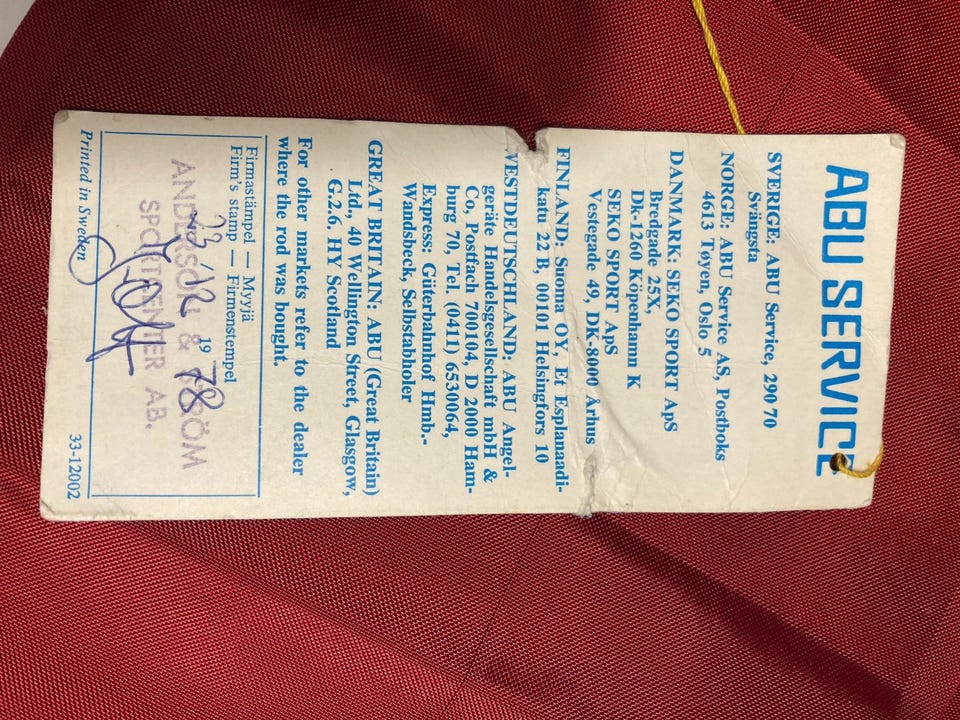 ABU SERVICE
SVERIGE: ABU Service, 290 70
Svängsta
NORGE: ABU Service AS, Postboks
4613 Tøyen, Oslo 5
DANMARK: SEKO SPORT ApS
Bredgade 25X,
Dk-1260 Köpenhamn K
SEKO SPORT ApS
Vestegade 49, DK-8000 Århus
FINLAND: Suoma OY, Et Esplanaadi-
katu 22 B, 00101 Helsingfors 10
VESTDEUTSCHLAND: ABU Angel-
geräte Handelsgesellschaft mbH &
Co, Postfach 700104, D 2000 Ham-
burg 70, Tel. (0411) 6530064,
Express: Güterbahnhof Hmb.-
Wandsbeck, Selbstabholer
GREAT BRITAIN: ABU (Great Britain)
Ltd., 40 Wellington Street, Glasgow,
G.2.6. HY Scotland
For other markets refer to the dealer
where the rod was bought.
Firmastämpel — Myyjä
Firm's stamp — Firmenstempel
19 78
& STRÖM
AB.
Printed in Sweden
33-12002